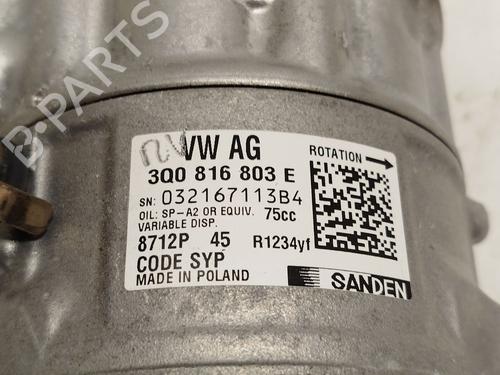 B-PARTS
VW AG
ROTATION
3Q0 816 803 E
SN: 032167113B4
OIL: SP-A2 OR EQUIV. 75cc
VARIABLE DISP.
8712P 45 R1234yf
CODE SYP
MADE IN POLAND
SANDEN